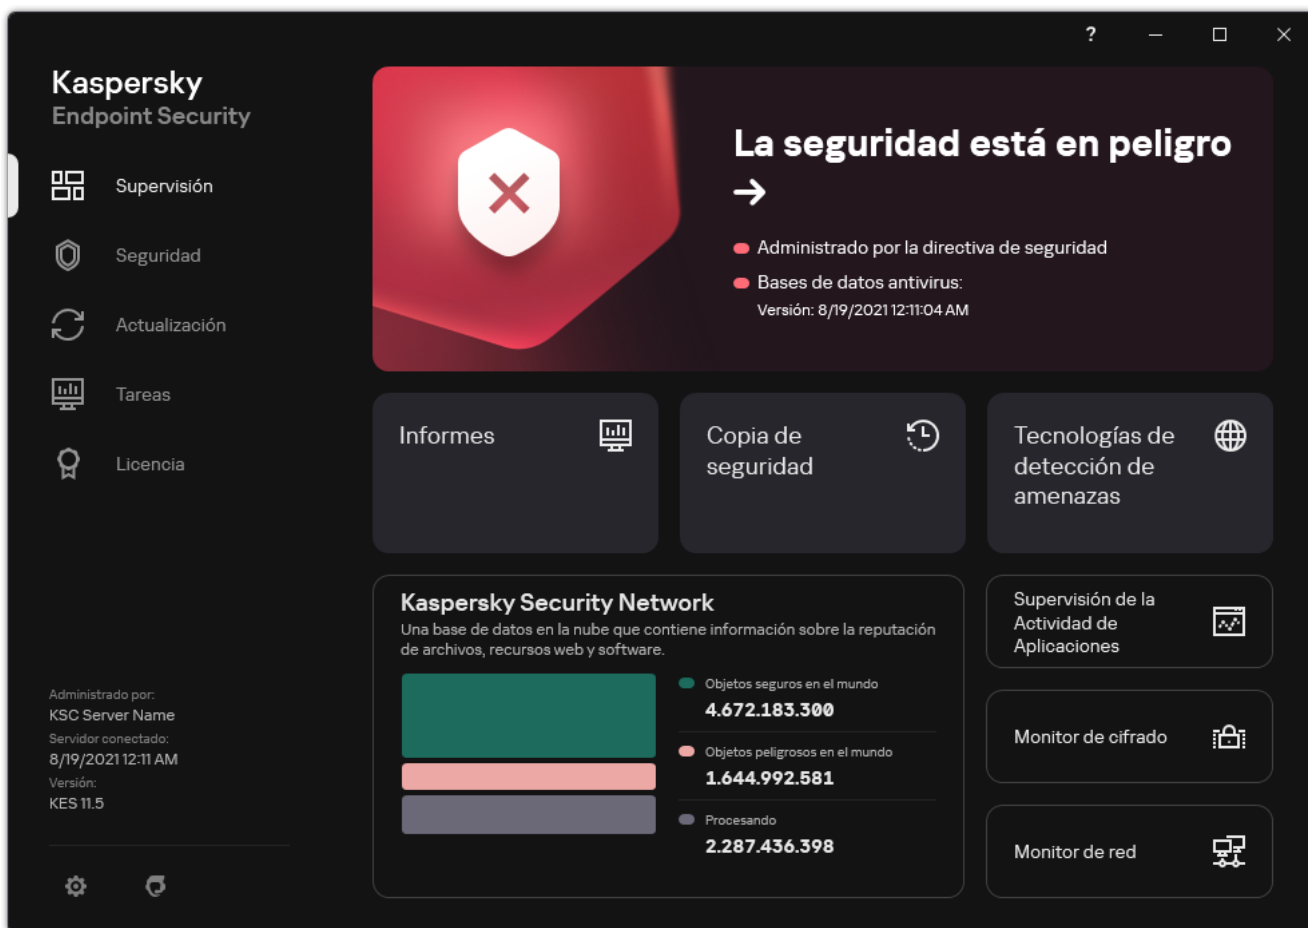 ?
Kaspersky
Endpoint Security
Supervisión
Seguridad
Actualización
Tareas
Licencia
Administrado por:
KSC Server Name
Servidor conectado:
8/19/2021 12:11 AM
Versión:
KES 11.5
La seguridad está en peligro
Administrado por la directiva de seguridad
Bases de datos antivirus:
Versión: 8/19/2021 12:11:04 AM
Informes
Copia de
seguridad
Tecnologías de
detección de
amenazas
Kaspersky Security Network
Una base de datos en la nube que contiene información sobre la reputación
de archivos, recursos web y software.
Objetos seguros en el mundo
4.672.183.300
Objetos peligrosos en el mundo
1.644.992.581
Procesando
2.287.436.398
Supervisión de la
Actividad de
Aplicaciones
Monitor de cifrado
Monitor de red